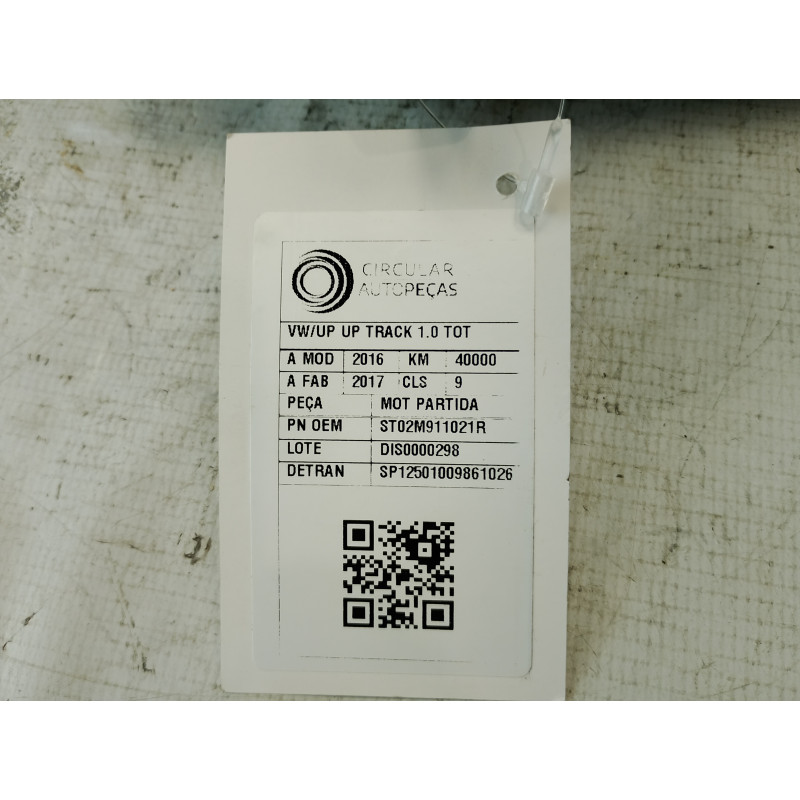 CIRCULAR
AUTOPEÇAS
VW/UP UP TRACK 1.0 TOT
A MOD 2016 KM 40000
A FAB 2017 CLS 9
PEÇA MOT PARTIDA
PN OEM ST02M911021R
LOTE DIS0000298
DETRAN SP12501009861026